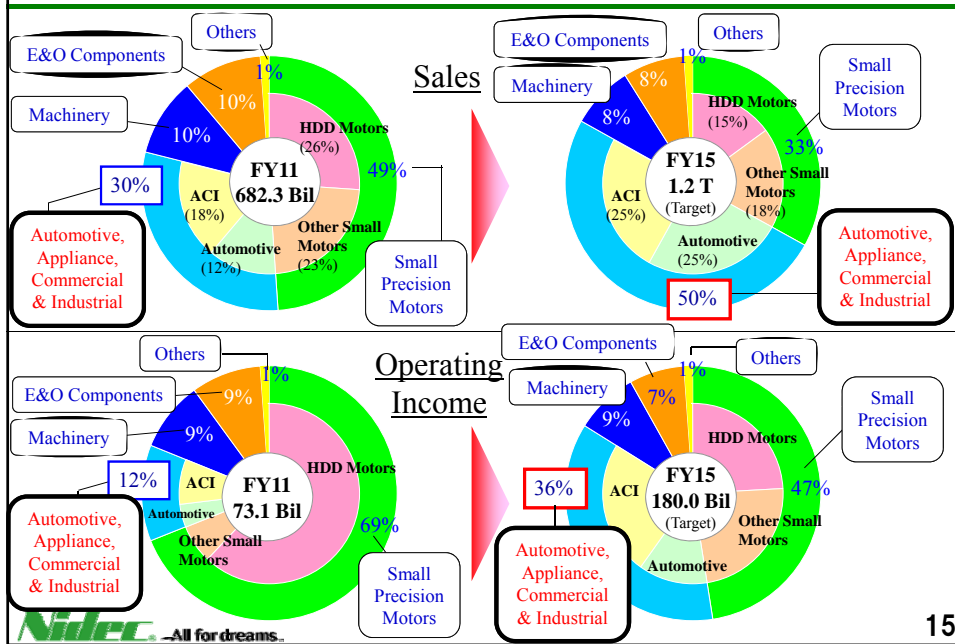 Sales
Others
E&O Components
Machinery
1%
10%
10%
30%
Automotive,
Appliance,
Commercial
& Industrial
HDD Motors
(26%)
49%
FY11
682.3 Bil
ACI
(18%)
Automotive
(12%)
Other Small
Motors
(23%)
Small
Precision
Motors
Others
E&O Components
Machinery
1%
8%
8%
Small
Precision
Motors
HDD Motors
(15%)
33%
FY15
1.2 T
(Target)
Other Small
Motors
(18%)
ACI
(25%)
Automotive
(25%)
50%
Automotive,
Appliance,
Commercial
& Industrial
Operating
Income
Others
E&O Components
Machinery
1%
9%
9%
12%
Automotive,
Appliance,
Commercial
& Industrial
HDD Motors
ACI
FY11
73.1 Bil
Automotive
Other Small
Motors
69%
Small
Precision
Motors
E&O Components
Others
Machinery
1%
7%
9%
Small
Precision
Motors
HDD Motors
47%
36%
ACI
FY15
180.0 Bil
(Target)
Other Small
Motors
Automotive
Automotive,
Appliance,
Commercial
& Industrial
Nidec
-All for dreams
15